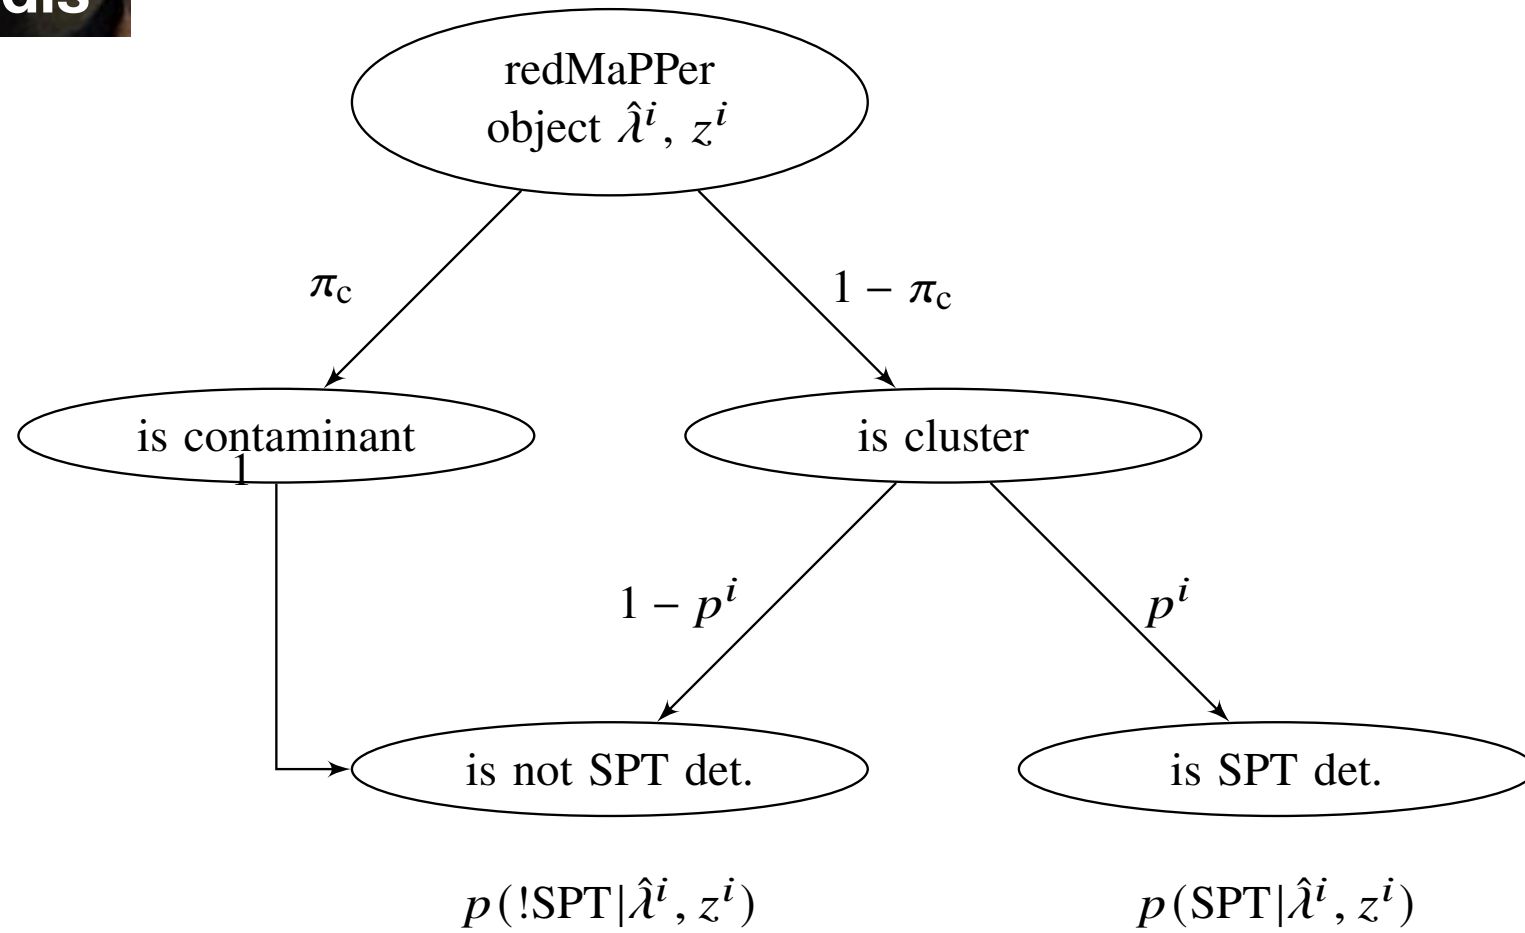 dis
redMaPPer
object λ̂ⁱ, zⁱ
π_c
1 − π_c
is contaminant
1
is cluster
1 − pⁱ
pⁱ
is not SPT det.
is SPT det.
p(!SPT|λ̂ⁱ, zⁱ)
p(SPT|λ̂ⁱ, zⁱ)